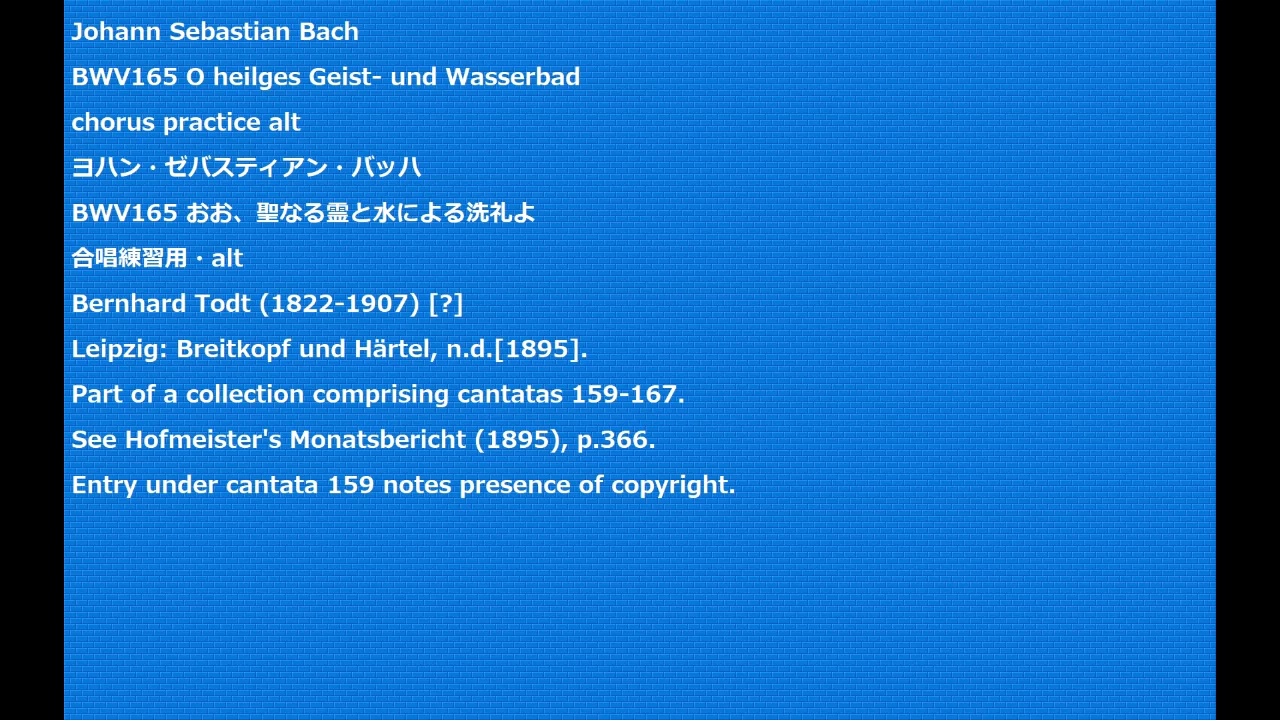 Johann Sebastian Bach
BWV165 O heilges Geist- und Wasserbad
chorus practice alt
ヨハン・ゼバスティアン・バッハ
BWV165 おお、聖なる霊と水による洗礼よ
合唱練習用・alt
Bernhard Todt (1822-1907) [?]
Leipzig: Breitkopf und Härtel, n.d.[1895].
Part of a collection comprising cantatas 159-167.
See Hofmeister's Monatsbericht (1895), p.366.
Entry under cantata 159 notes presence of copyright.